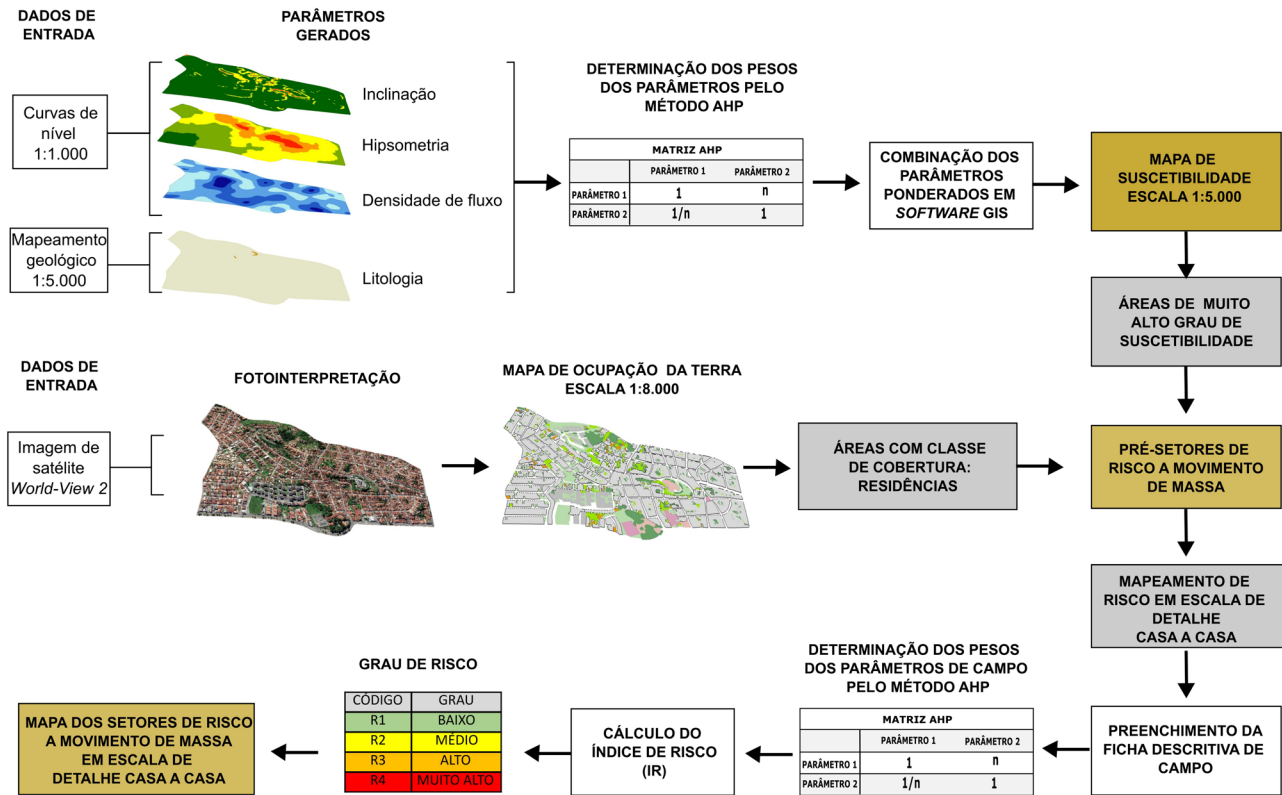 DADOS DE
ENTRADA
PARÂMETROS
GERADOS
Curvas de
nível
1:1.000
Inclinação
Hipsometria
Densidade de fluxo
Mapeamento
geológico
1:5.000
Litologia
DETERMINAÇÃO DOS PESOS
DOS PARÂMETROS PELO
MÉTODO AHP
MATRIZ AHP
PARÂMETRO 1 PARÂMETRO 2
PARÂMETRO 1 1 n
PARÂMETRO 2 1/n 1
COMBINAÇÃO DOS
PARÂMETROS
PONDERADOS EM
SOFTWARE GIS
MAPA DE
SUSCETIBILIDADE
ESCALA 1:5.000
ÁREAS DE MUITO
ALTO GRAU DE
SUSCETIBILIDADE
DADOS DE
ENTRADA
Imagem de
satélite
World-View 2
FOTOINTERPRETAÇÃO
MAPA DE OCUPAÇÃO DA TERRA
ESCALA 1:8.000
ÁREAS COM CLASSE
DE COBERTURA:
RESIDÊNCIAS
PRÉ-SETORES DE
RISCO A MOVIMENTO
DE MASSA
MAPEAMENTO DE
RISCO EM ESCALA DE
DETALHE
CASA A CASA
PREENCHIMENTO DA
FICHA DESCRITIVA DE
CAMPO
DETERMINAÇÃO DOS PESOS
DOS PARÂMETROS DE CAMPO
PELO MÉTODO AHP
MATRIZ AHP
PARÂMETRO 1 PARÂMETRO 2
PARÂMETRO 1 1 n
PARÂMETRO 2 1/n 1
CÁLCULO DO
ÍNDICE DE RISCO
(IR)
GRAU DE RISCO
CÓDIGO GRAU
R1 BAIXO
R2 MÉDIO
R3 ALTO
R4 MUITO ALTO
MAPA DOS SETORES DE RISCO
A MOVIMENTO DE MASSA
EM ESCALA DE
DETALHE CASA A CASA